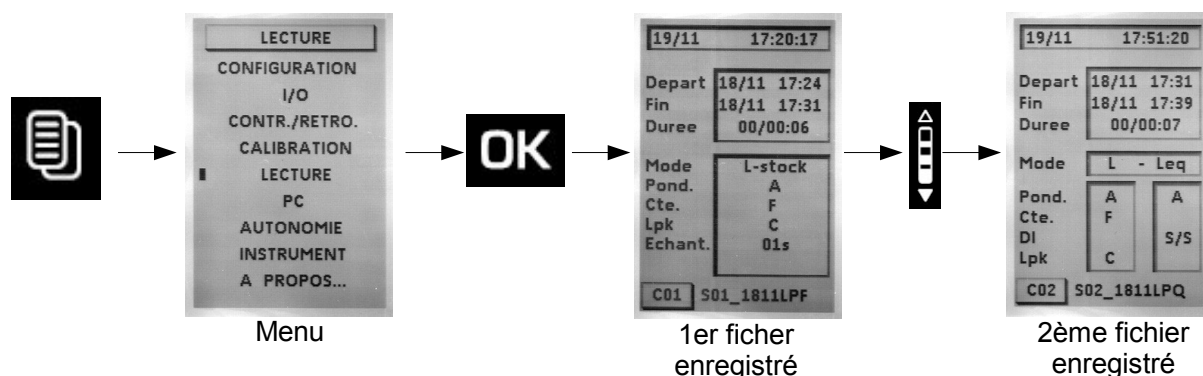 LECTURE
CONFIGURATION
I/O
CONTR./RETRO.
CALIBRATION
LECTURE
PC
AUTONOMIE
INSTRUMENT
A PROPOS...
Menu
OK
19/11 17:20:17
Depart 18/11 17:24
Fin 18/11 17:31
Duree 00/00:06
Mode L-stock
Pond. A
Cte. F
Lpk C
Echant. 01s
C01 S01_1811LPF
1er ficher
enregistré
19/11 17:51:20
Depart 18/11 17:31
Fin 18/11 17:39
Duree 00/00:07
Mode L - Leq
Pond. A A
Cte. F
DI S/S
Lpk C
C02 S02_1811LPQ
2ème fichier
enregistré